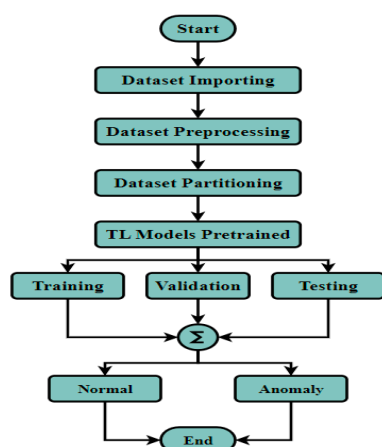 Start
Dataset Importing
Dataset Preprocessing
Dataset Partitioning
TL Models Pretrained
Training
Validation
Testing
Σ
Normal
Anomaly
End